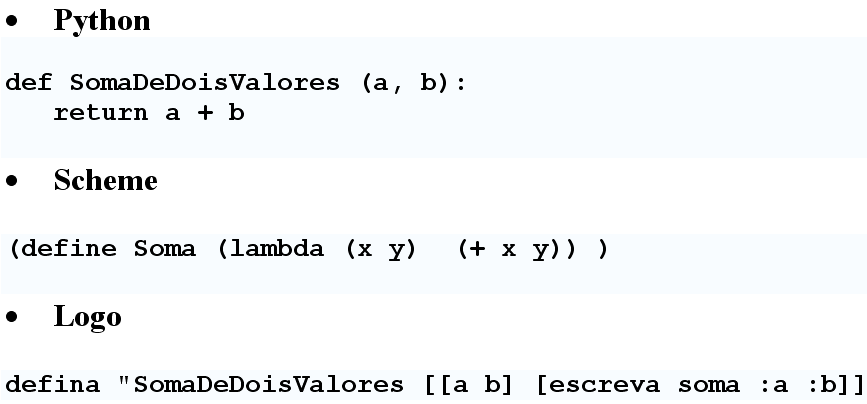 • Python
def SomaDeDoisValores (a, b):
   return a + b
• Scheme
(define Soma (lambda (x y)  (+ x y)) )
• Logo
defina "SomaDeDoisValores [[a b] [escreva soma :a :b]]